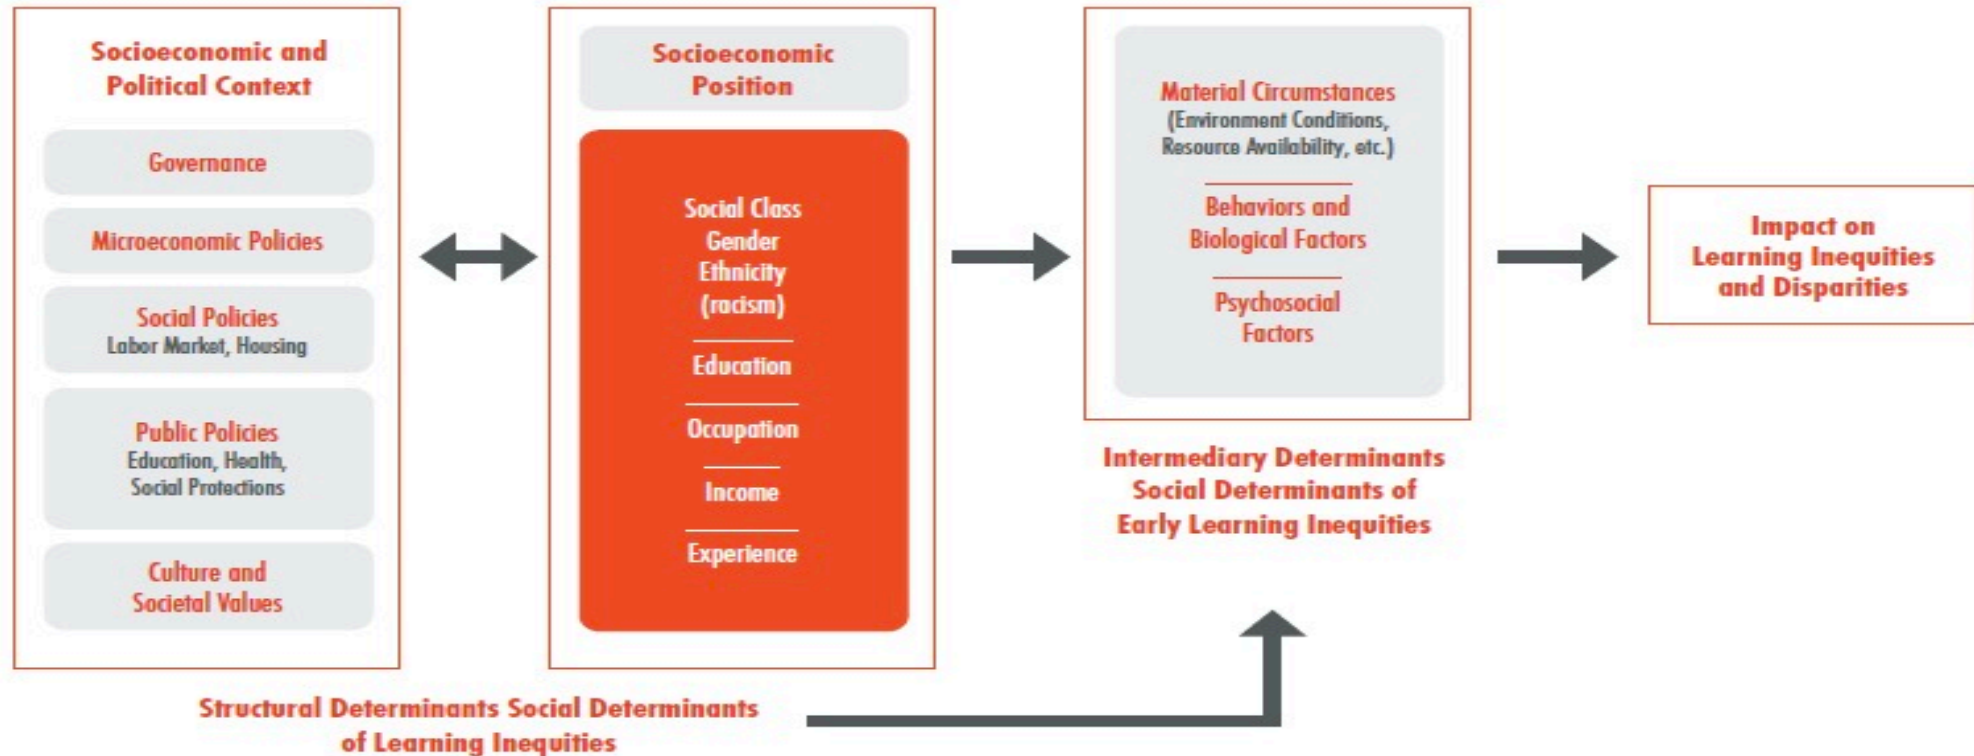 Socioeconomic and
Political Context
Governance
Microeconomic Policies
Social Policies
Labor Market, Housing
Public Policies
Education, Health,
Social Protections
Culture and
Societal Values
Socioeconomic
Position
Social Class
Gender
Ethnicity
(racism)
Education
Occupation
Income
Experience
Structural Determinants Social Determinants
of Learning Inequities
Material Circumstances
(Environment Conditions,
Resource Availability, etc.)
Behaviors and
Biological Factors
Psychosocial
Factors
Intermediary Determinants
Social Determinants of
Early Learning Inequities
Impact on
Learning Inequities
and Disparities